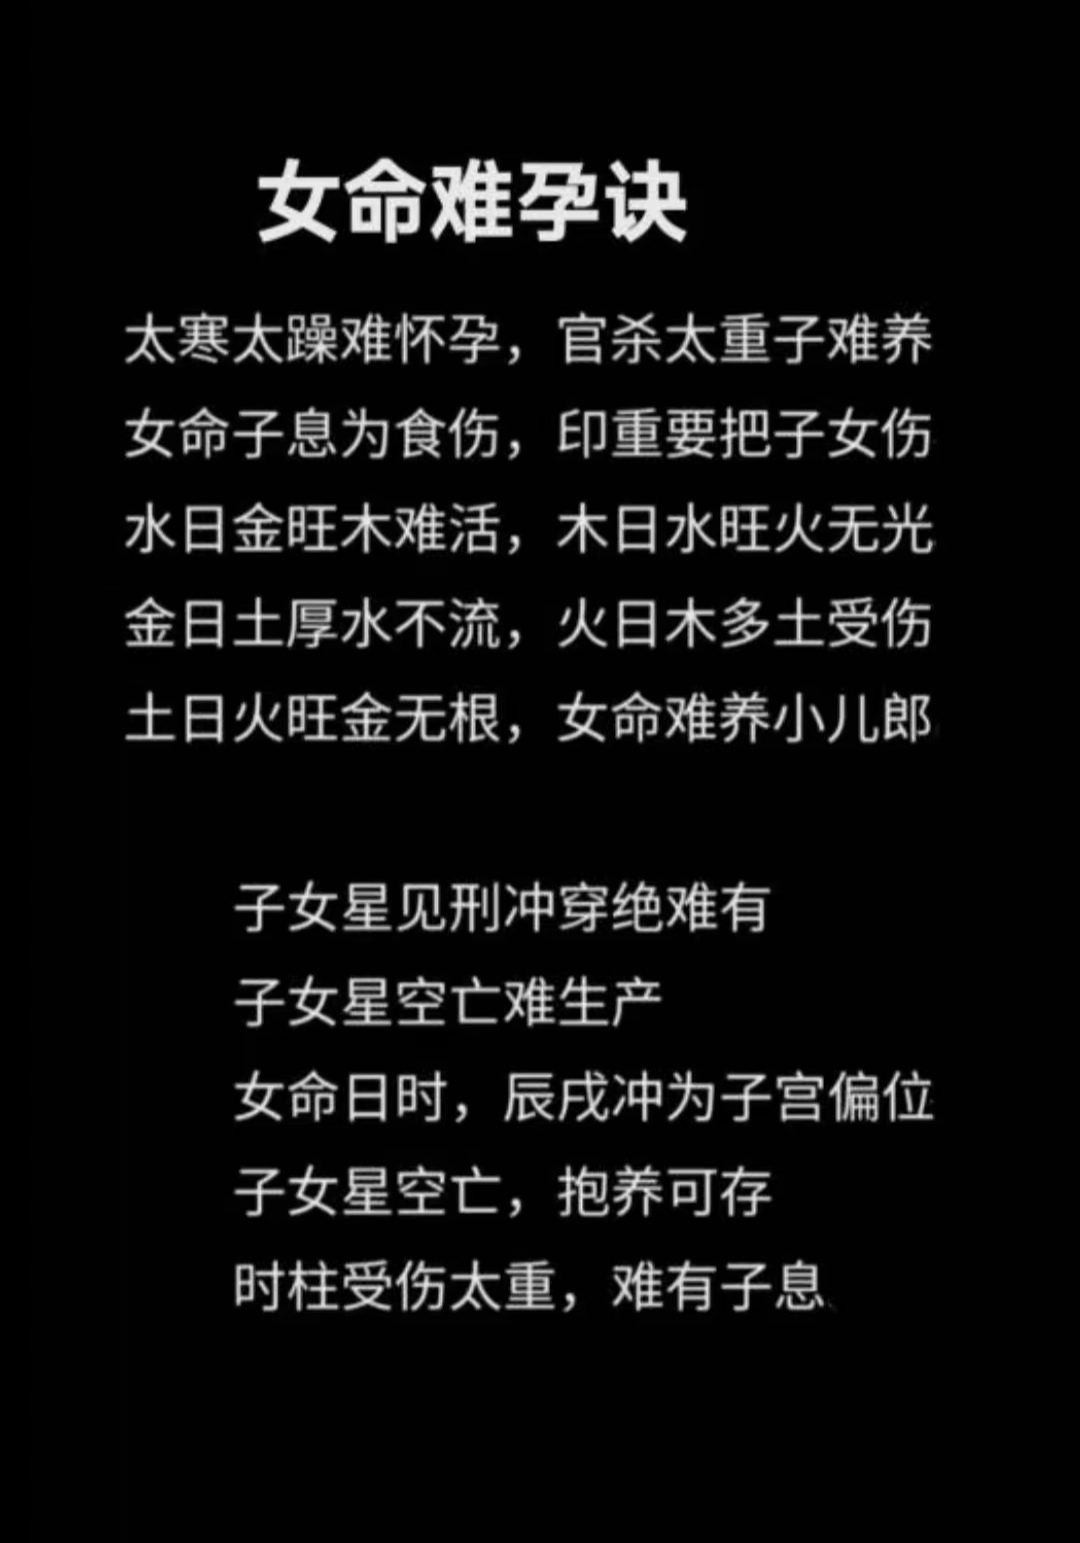 女命难孕诀
太寒太躁难怀孕，官杀太重子难养
女命子息为食伤，印重要把子女伤
水日金旺木难活，木日水旺火无光
金日土厚水不流，火日木多土受伤
土日火旺金无根，女命难养小儿郎
子女星见刑冲穿绝难有
子女星空亡难生产
女命日时，辰戌冲为子宫偏位
子女星空亡，抱养可存
时柱受伤太重，难有子息